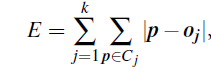 E = \sum_{j=1}^{k} \sum_{p \in C_j} |p - o_j|,